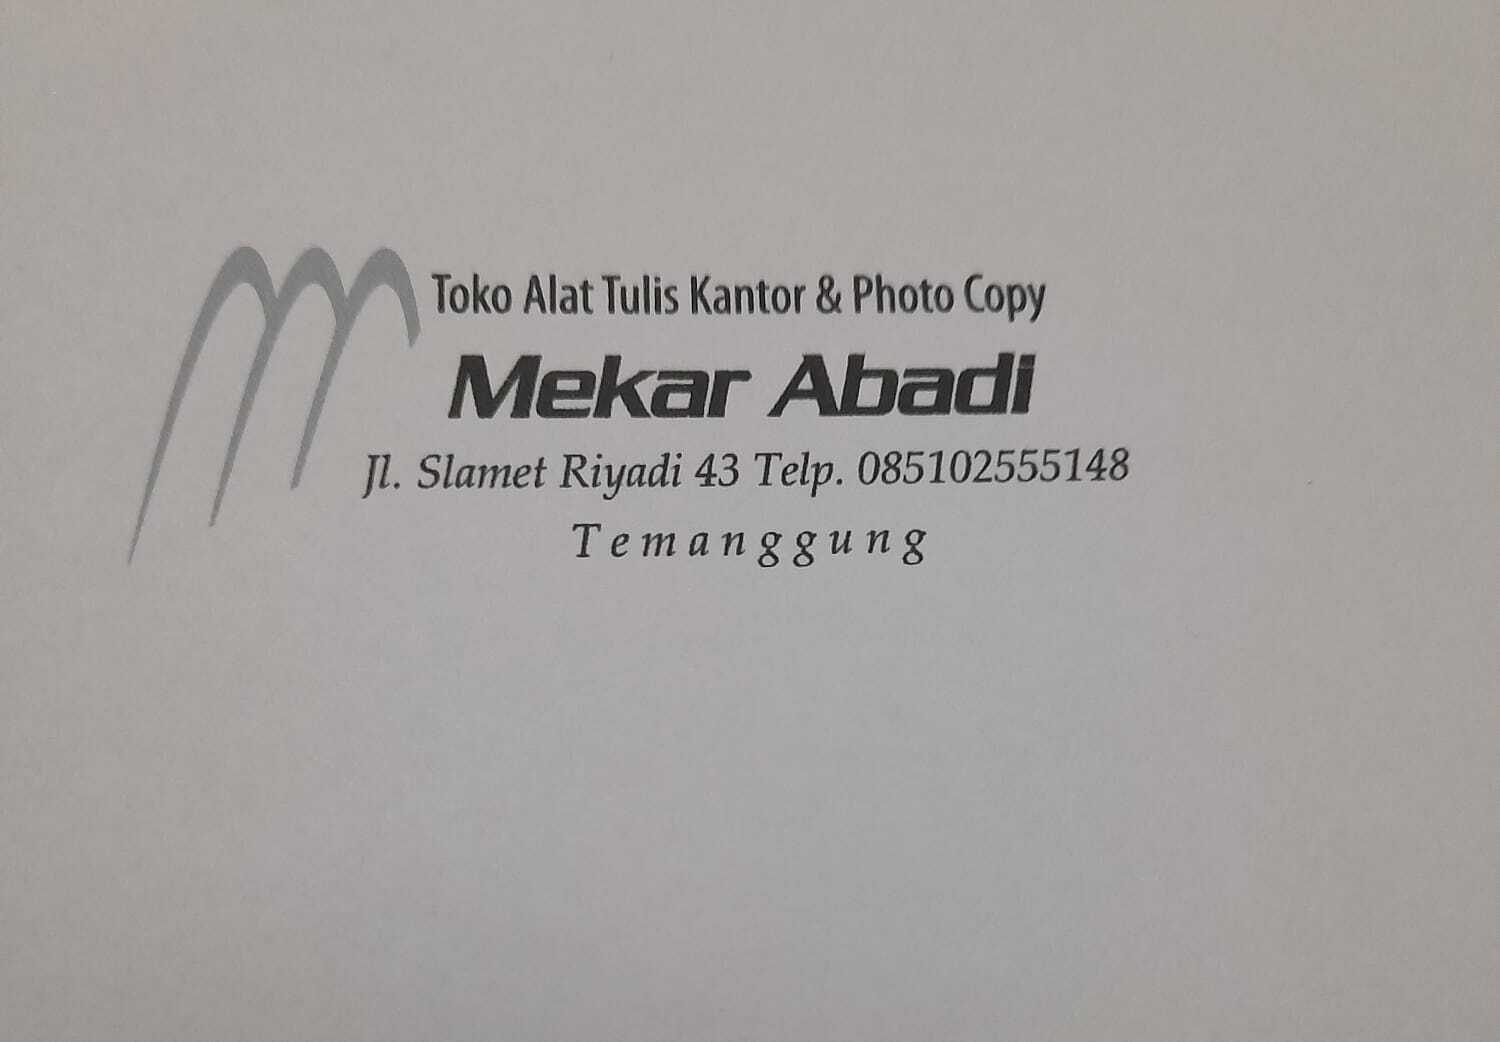 Toko Alat Tulis Kantor & Photo Copy
Mekar Abadi
Jl. Slamet Riyadi 43 Telp. 085102555148
Temanggung